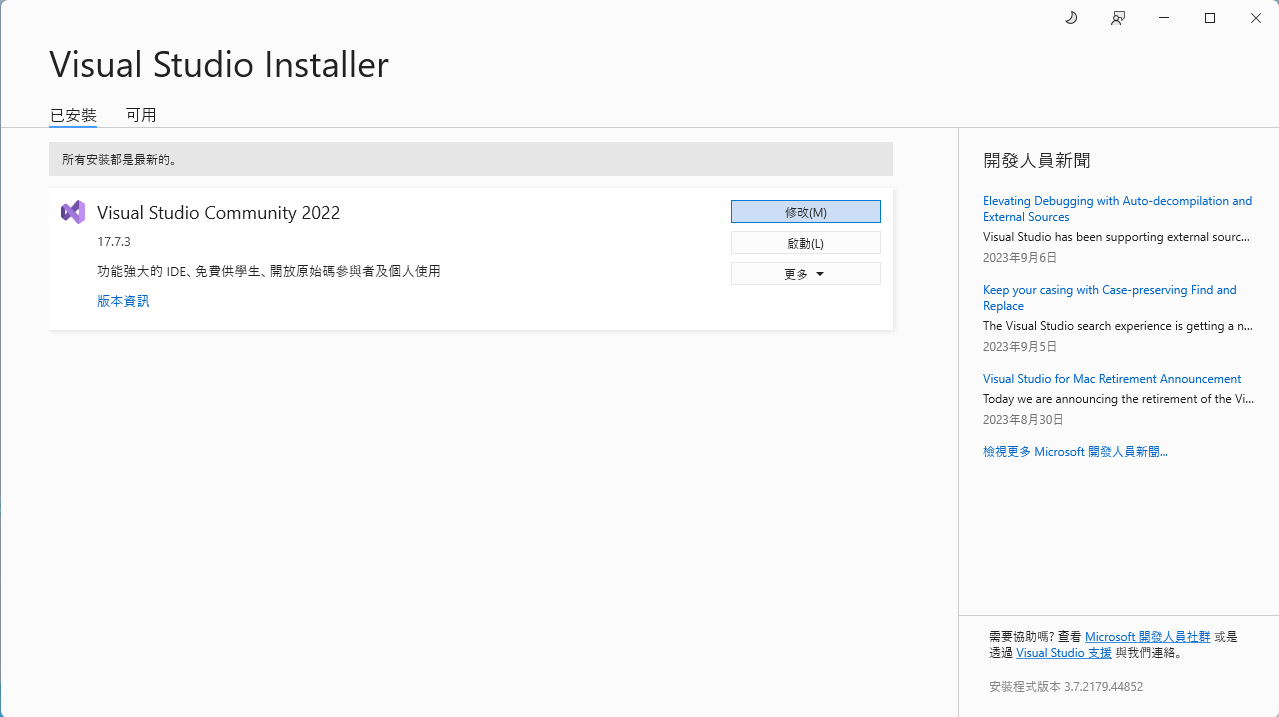 Visual Studio Installer
已安裝 可用
所有安裝都是最新的。
Visual Studio Community 2022
17.7.3
功能強大的 IDE、免費供學生、開放原始碼參與者及個人使用
版本資訊
修改(M)
啟動(L)
更多
開發人員新聞
Elevating Debugging with Auto-decompilation and
External Sources
Visual Studio has been supporting external sourc...
2023年9月6日
Keep your casing with Case-preserving Find and
Replace
The Visual Studio search experience is getting a n...
2023年9月5日
Visual Studio for Mac Retirement Announcement
Today we are announcing the retirement of the Vi...
2023年8月30日
檢視更多 Microsoft 開發人員新聞...
需要協助嗎? 查看 Microsoft 開發人員社群 或是
透過 Visual Studio 支援 與我們連絡。
安裝程式版本 3.7.2179.44852